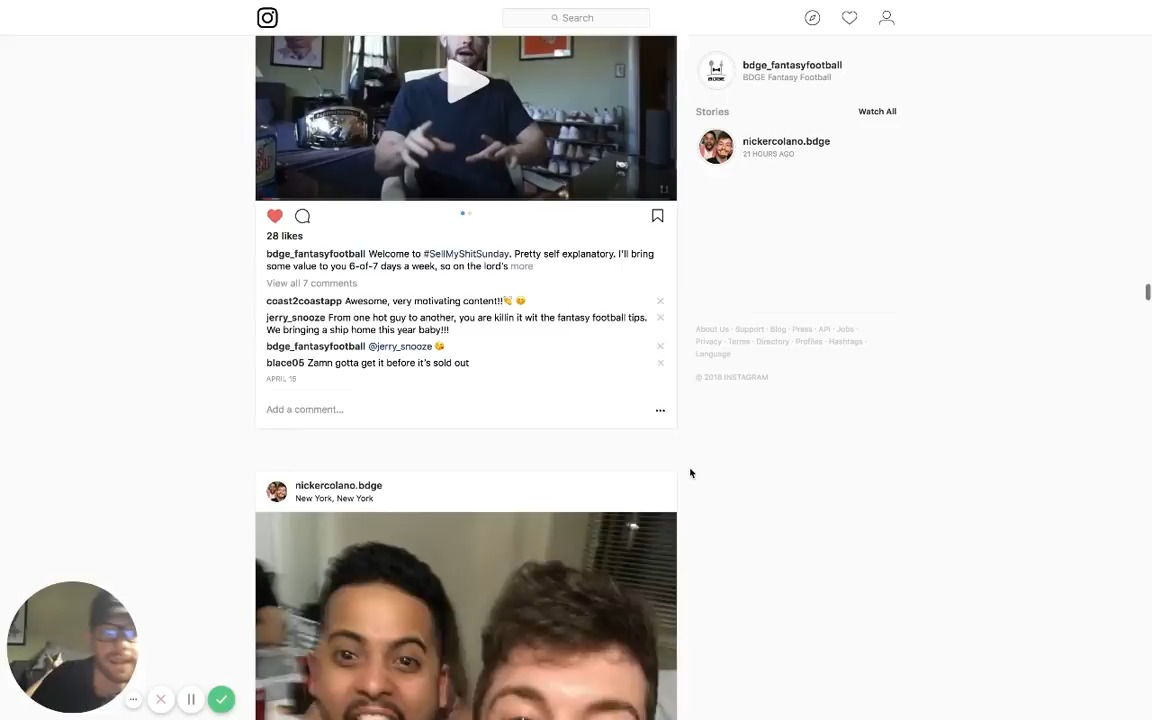 Search
bdge_fantasyfootball
BDGE Fantasy Football
Stories
Watch All
nickercolano.bdge
21 HOURS AGO
28 likes
bdge_fantasyfootball Welcome to #SellMyShitSunday. Pretty self explanatory. I'll bring
some value to you 6-of-7 days a week, so on the lord's more
View all 7 comments
coast2coastapp Awesome, very motivating content!!👏 😊
jerry_snooze From one hot guy to another, you are killin it wit the fantasy football tips.
We bringing a ship home this year baby!!!
bdge_fantasyfootball @jerry_snooze 😘
blace05 Zamn gotta get it before it's sold out
APRIL 15
Add a comment...
About Us · Support · Blog · Press · API · Jobs ·
Privacy · Terms · Directory · Profiles · Hashtags ·
Language
© 2018 INSTAGRAM
nickercolano.bdge
New York, New York